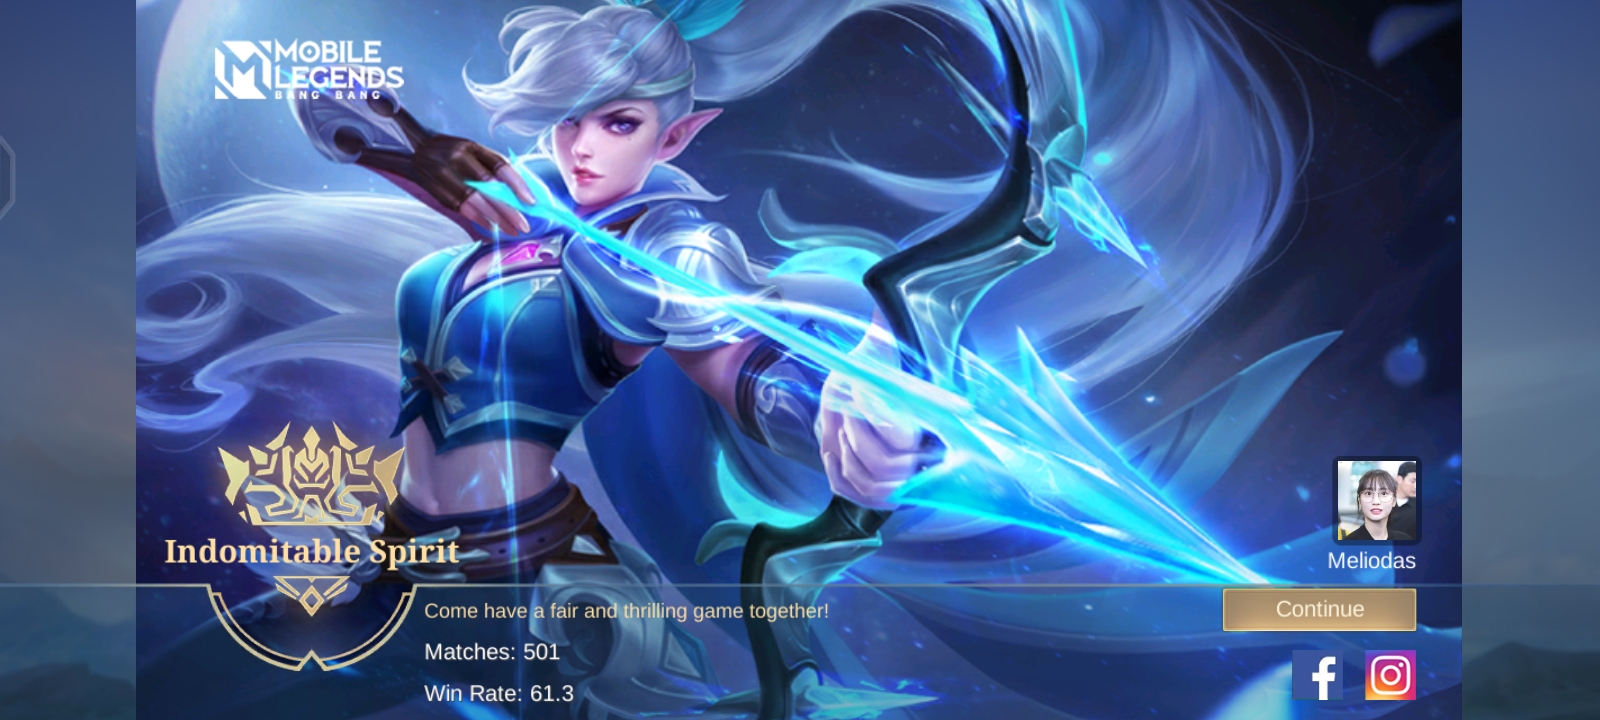 MOBILE
LEGENDS
BANG BANG
Indomitable Spirit
Come have a fair and thrilling game together!
Matches: 501
Win Rate: 61.3
Meliodas
Continue